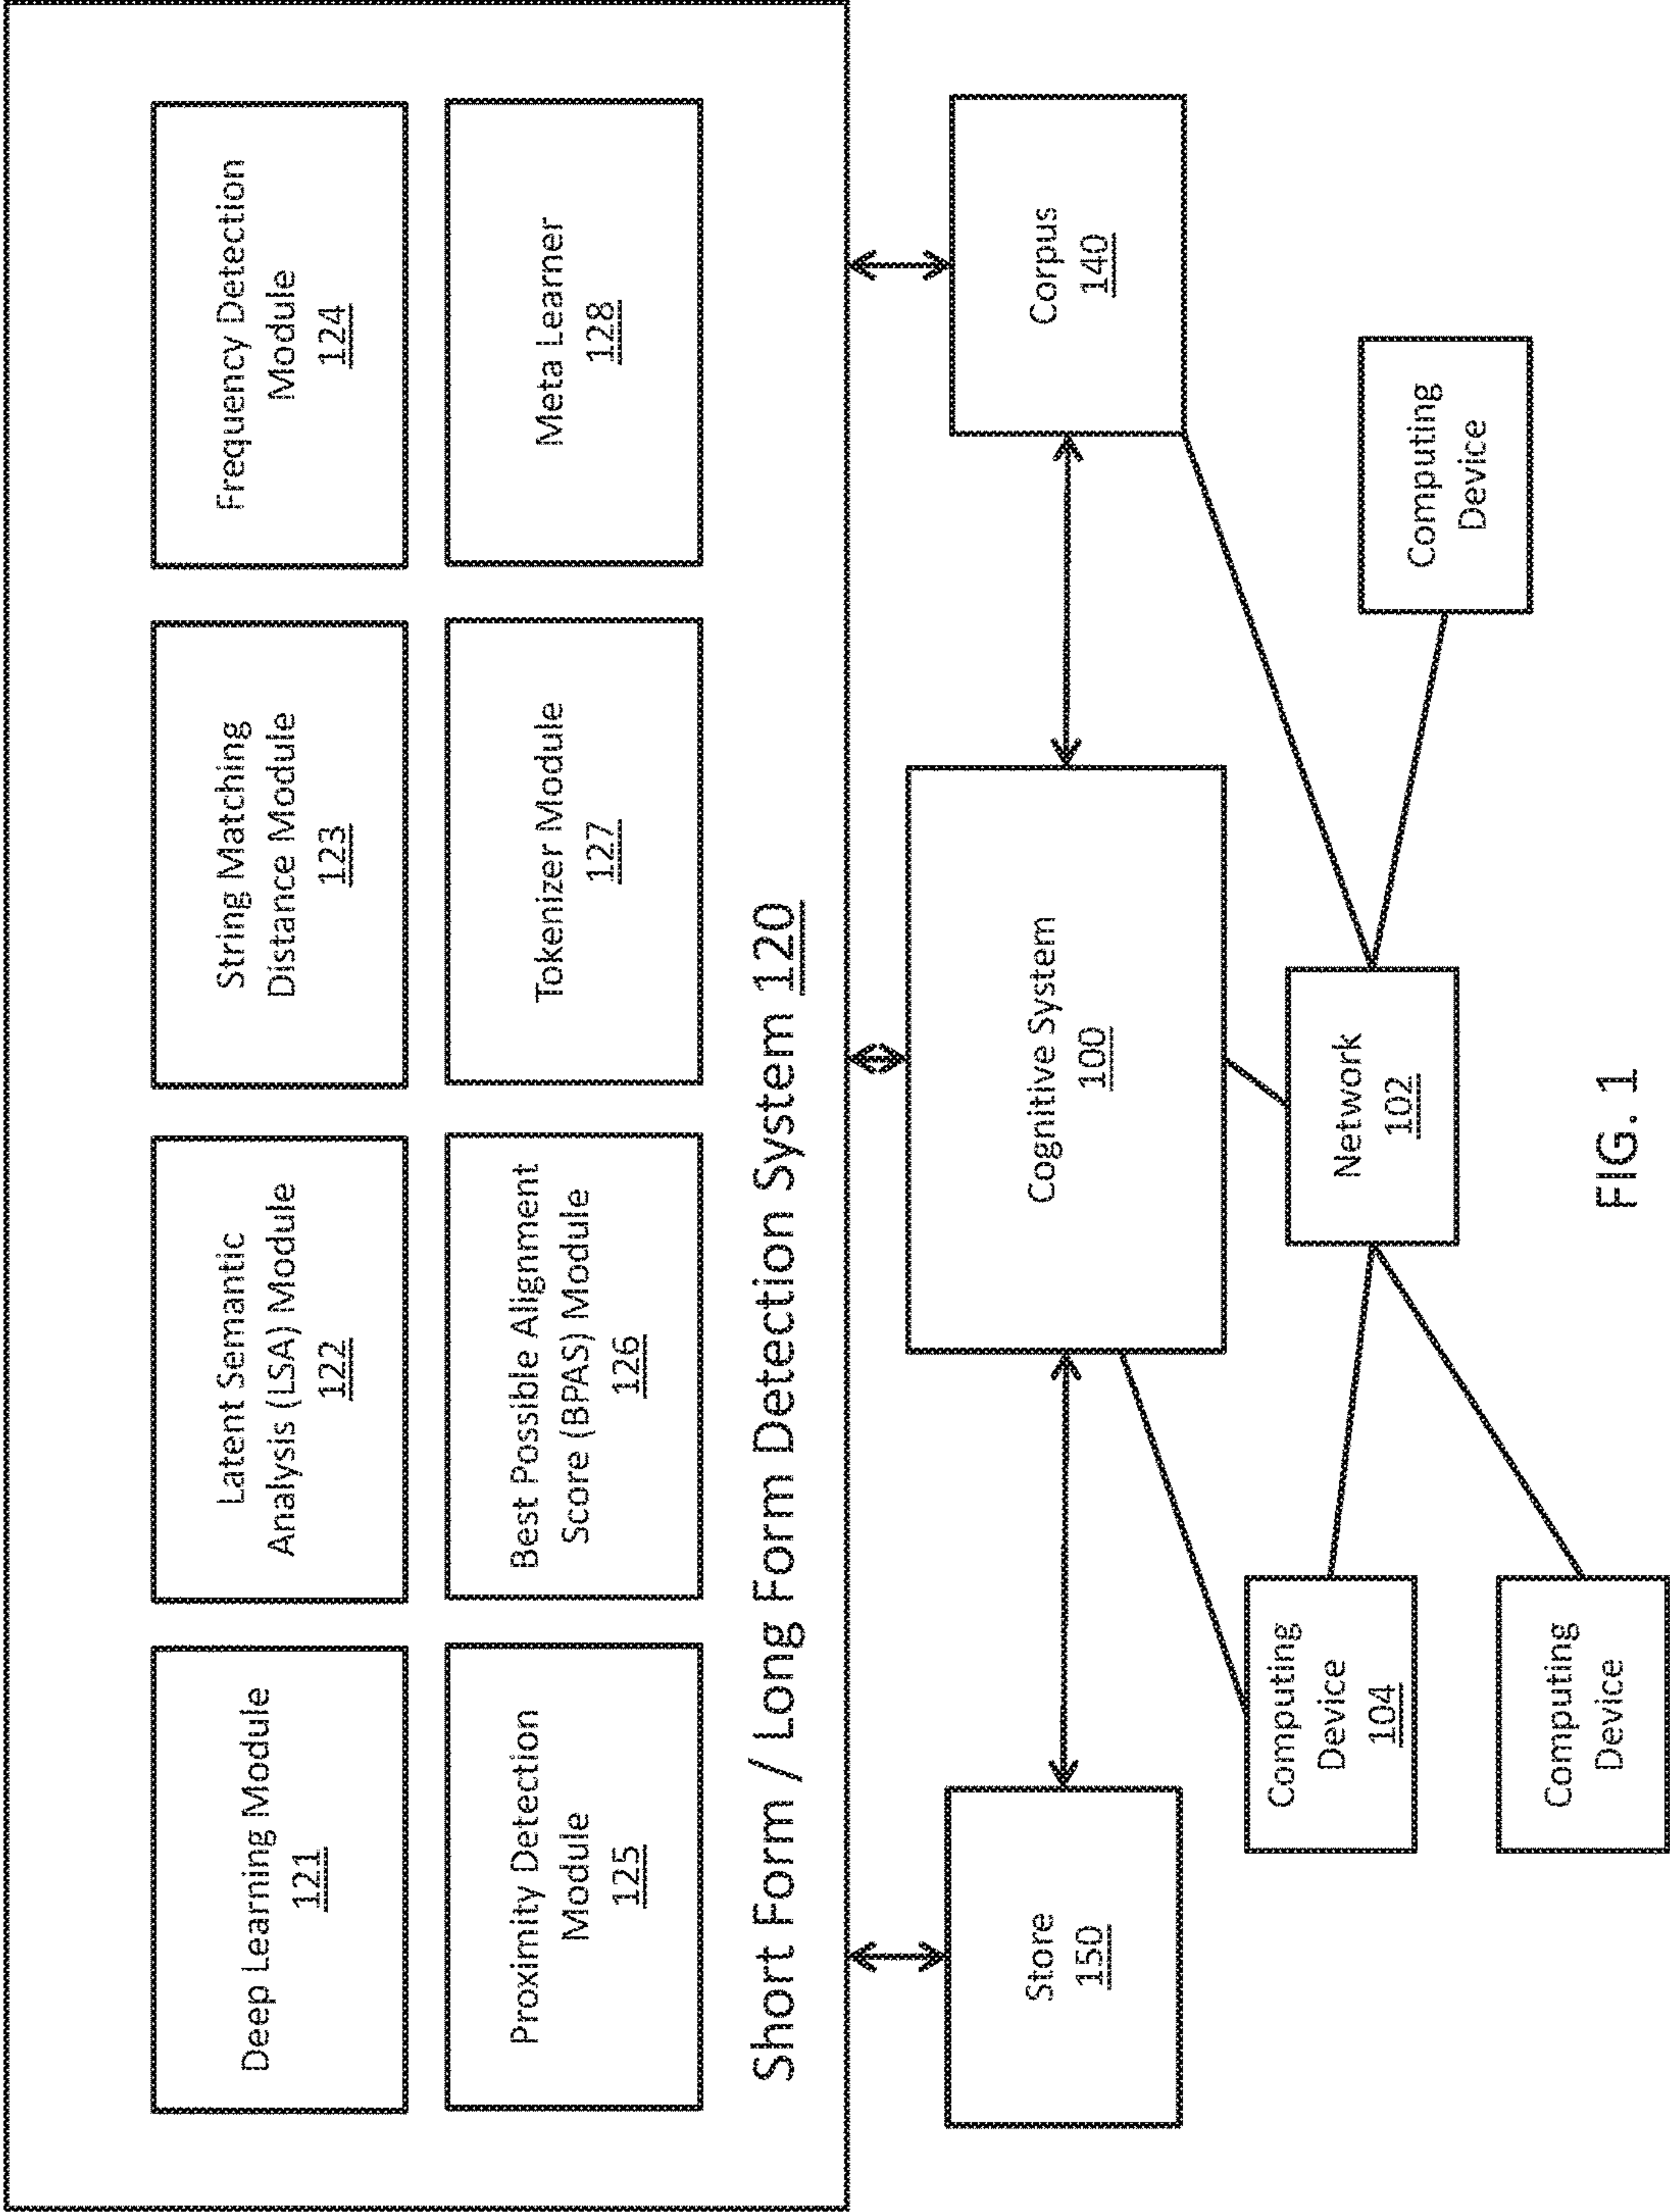 Deep Learning Module
121
Latent Semantic
Analysis (LSA) Module
122
String Matching
Distance Module
123
Frequency Detection
Module
124
Proximity Detection
Module
125
Best Possible Alignment
Score (BPAS) Module
126
Tokenizer Module
127
Meta Learner
128
Short Form / Long Form Detection System 120
Store
150
Cognitive System
100
Corpus
140
Computing
Device
104
Network
102
Computing
Device
Computing
Device
FIG. 1